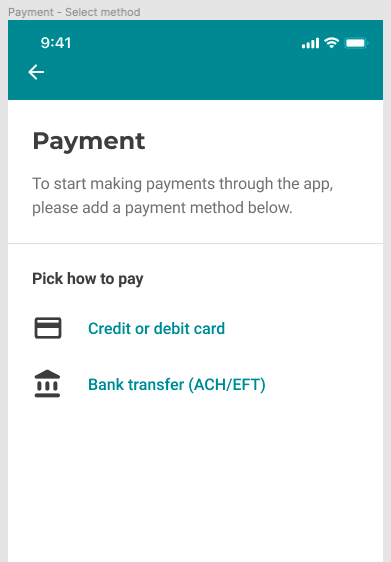 Payment - Select method
9:41
Payment
To start making payments through the app,
please add a payment method below.
Pick how to pay
Credit or debit card
Bank transfer (ACH/EFT)